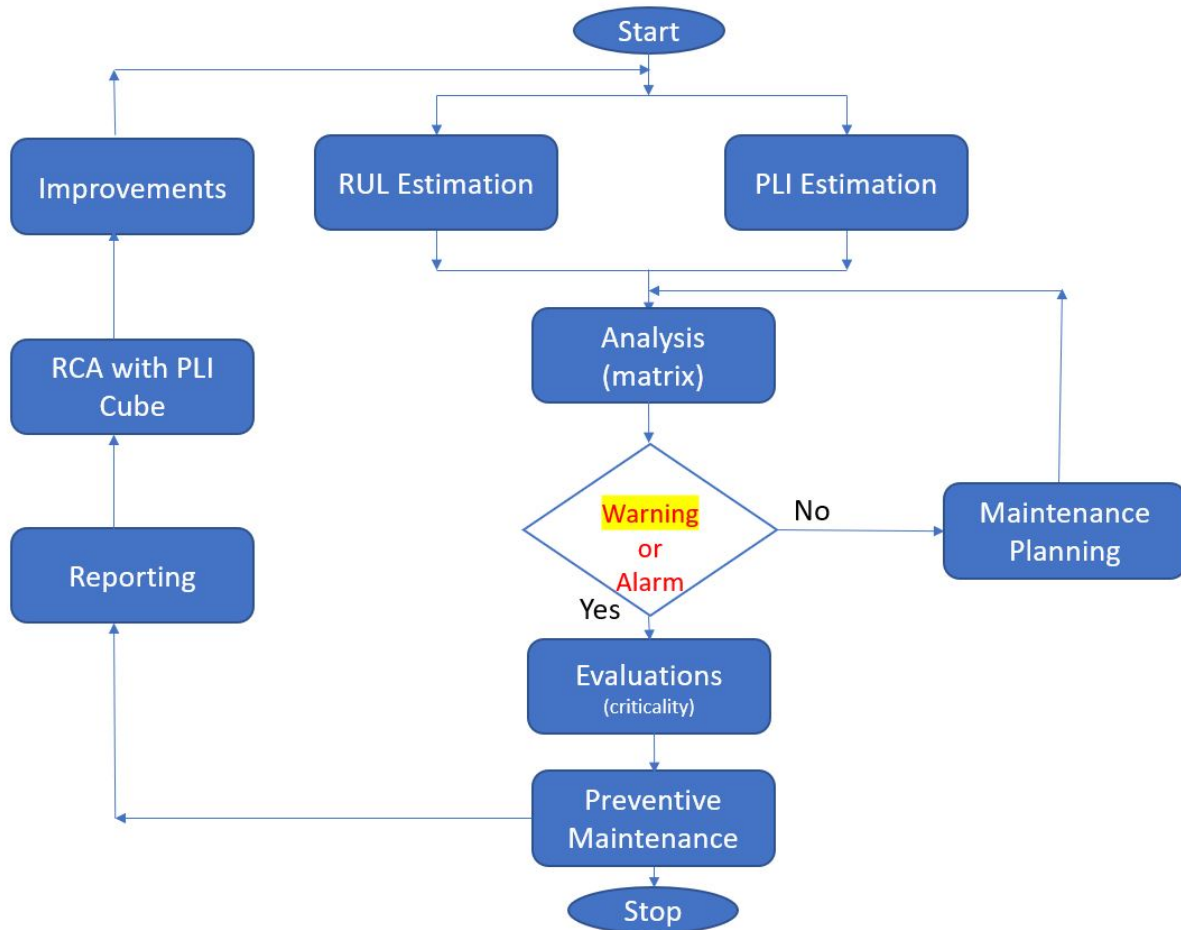 Start
Improvements
RUL Estimation
PLI Estimation
Analysis
(matrix)
RCA with PLI
Cube
Warning
or
Alarm
No
Maintenance
Planning
Reporting
Yes
Evaluations
(criticality)
Preventive
Maintenance
Stop